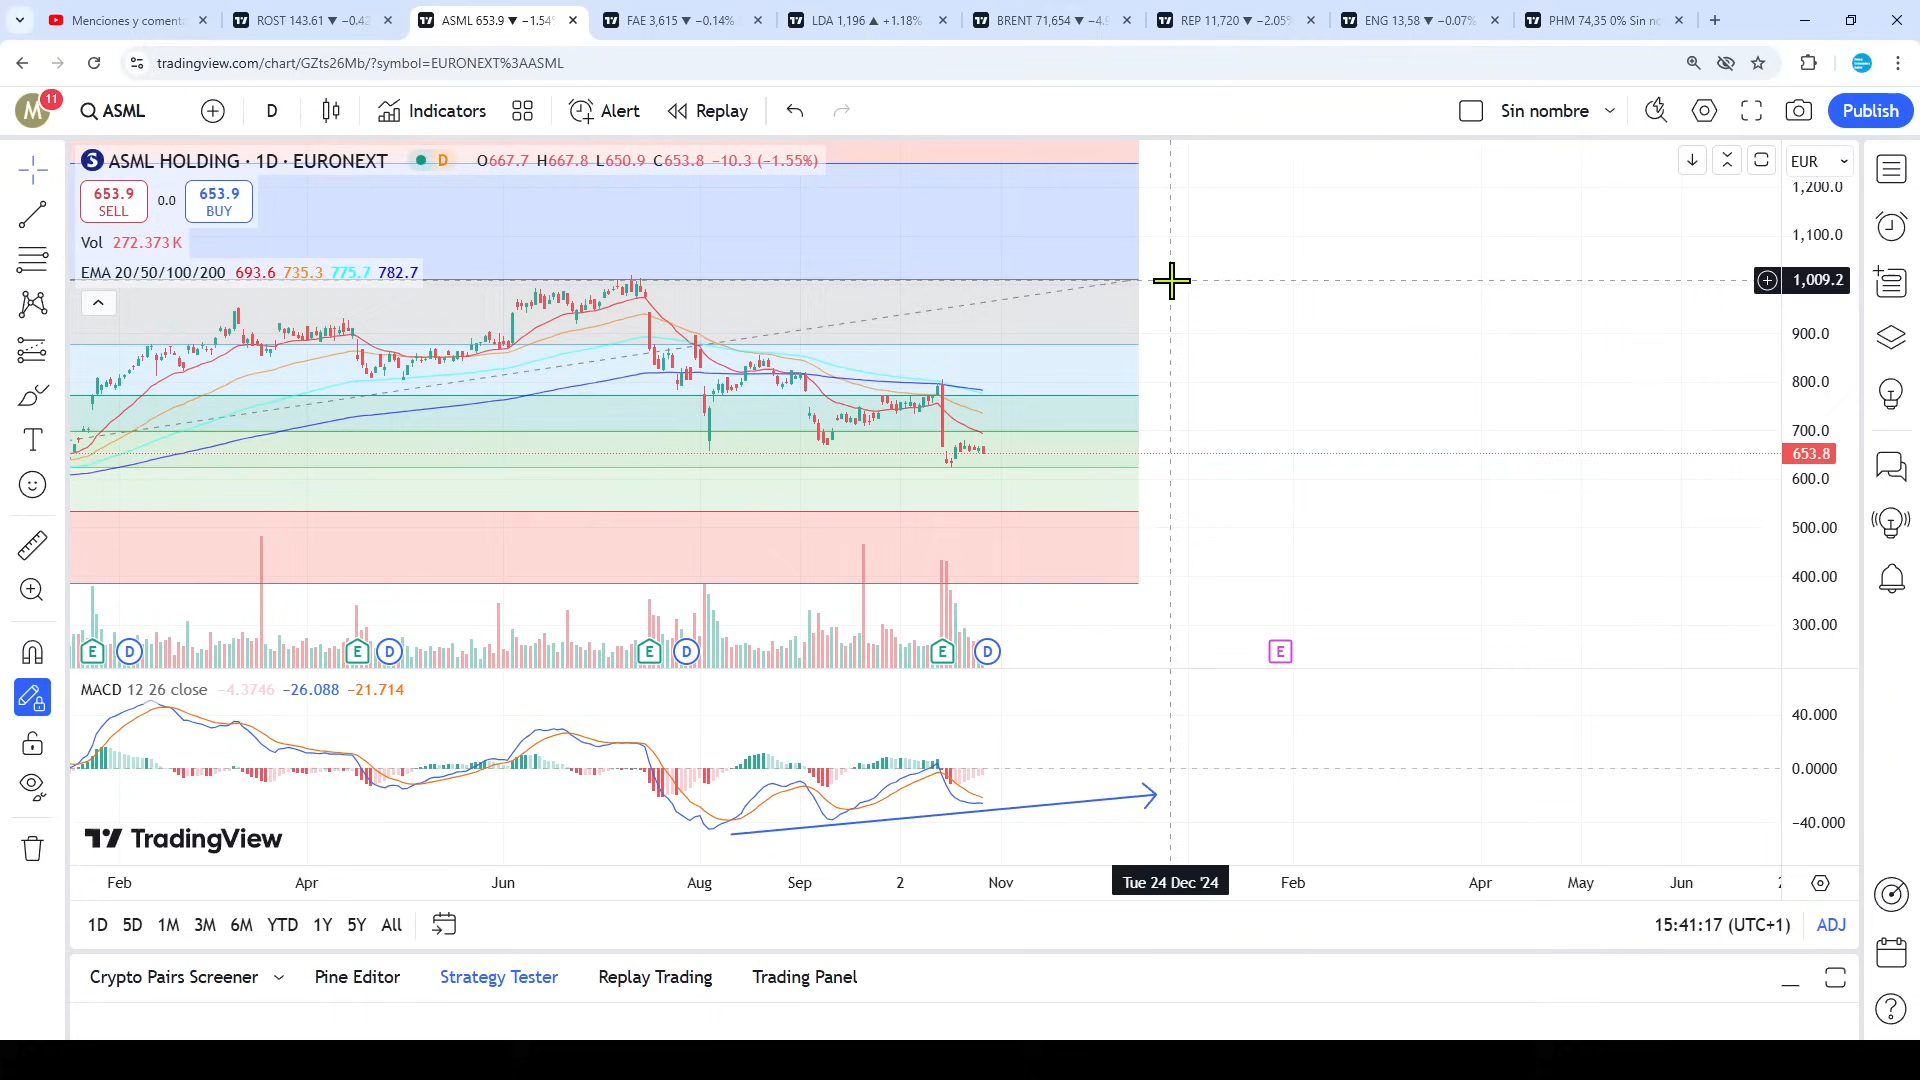 Menciones y comenta
ROST 143.61 ▼ −0.42
ASML 653.9 ▼ −1.54
FAE 3,615 ▼ −0.14%
LDA 1,196 ▲ +1.18%
BRENT 71,654 ▼ −4.9
REP 11,720 ▼ −2.05%
ENG 13,58 ▼ −0.07%
PHM 74,35 0% Sin no
tradingview.com/chart/GZts26Mb/?symbol=EURONEXT%3AASML
M 11
ASML
D
Indicators
Alert
Replay
Sin nombre
Publish
ASML HOLDING · 1D · EURONEXT
D
O667.7 H667.8 L650.9 C653.8 −10.3 (−1.55%)
EUR
653.9 SELL
0.0
653.9 BUY
Vol 272.373 K
EMA 20/50/100/200 693.6 735.3 775.7 782.7
1,200.0
1,100.0
1,009.2
900.0
800.0
700.0
653.8
600.0
500.00
400.00
300.00
E D E D E D E D E
MACD 12 26 close −4.3746 −26.088 −21.714
40.000
0.0000
−40.000
TradingView
Feb Apr Jun Aug Sep 2 Nov Tue 24 Dec '24 Feb Apr May Jun
1D 5D 1M 3M 6M YTD 1Y 5Y All
15:41:17 (UTC+1) ADJ
Crypto Pairs Screener Pine Editor Strategy Tester Replay Trading Trading Panel